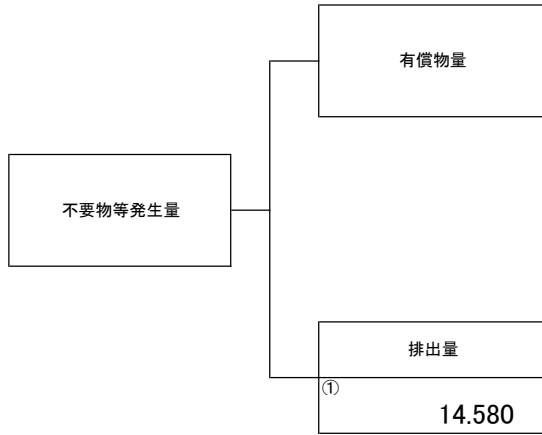 有償物量
不要物等発生量
排出量
①
14.580